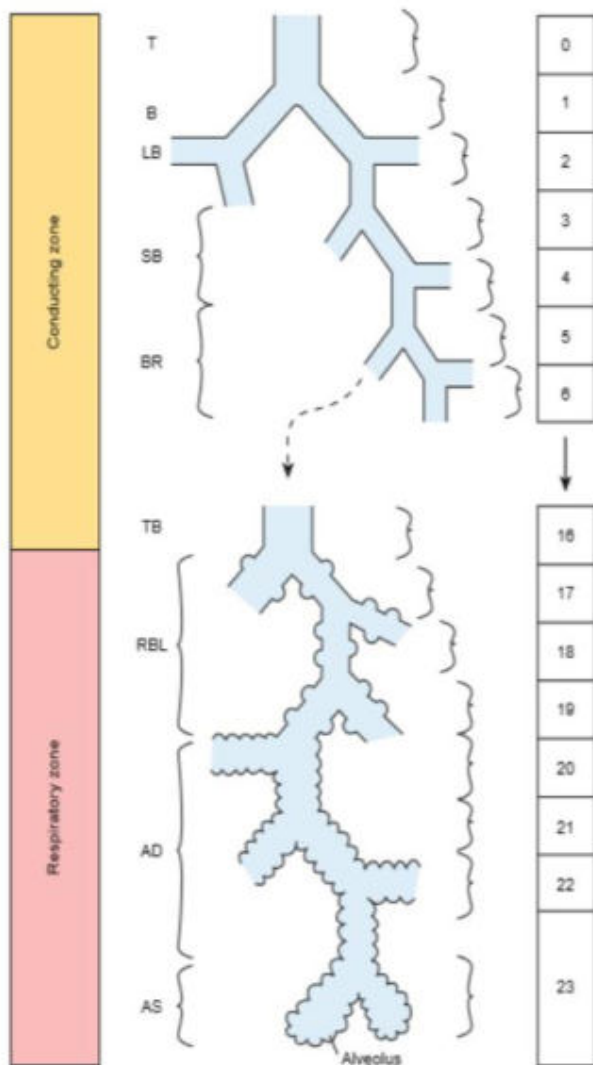 T
0
B
1
LB
2
3
SB
4
5
BR
6
Conducting zone
TB
16
17
RBL
18
19
20
AD
21
22
Respiratory zone
AS
23
Alveolus